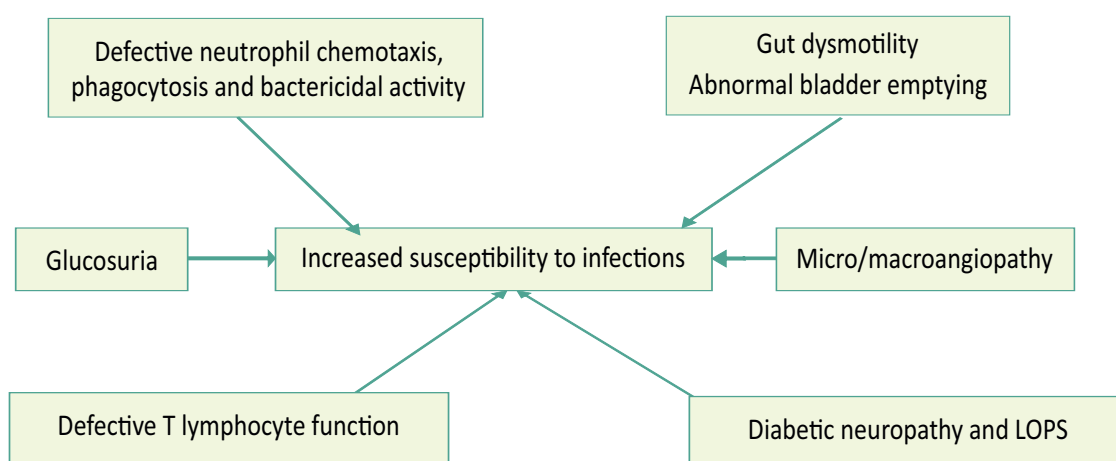 Defective neutrophil chemotaxis,
phagocytosis and bactericidal activity
Gut dysmotility
Abnormal bladder emptying
Glucosuria
Increased susceptibility to infections
Micro/macroangiopathy
Defective T lymphocyte function
Diabetic neuropathy and LOPS